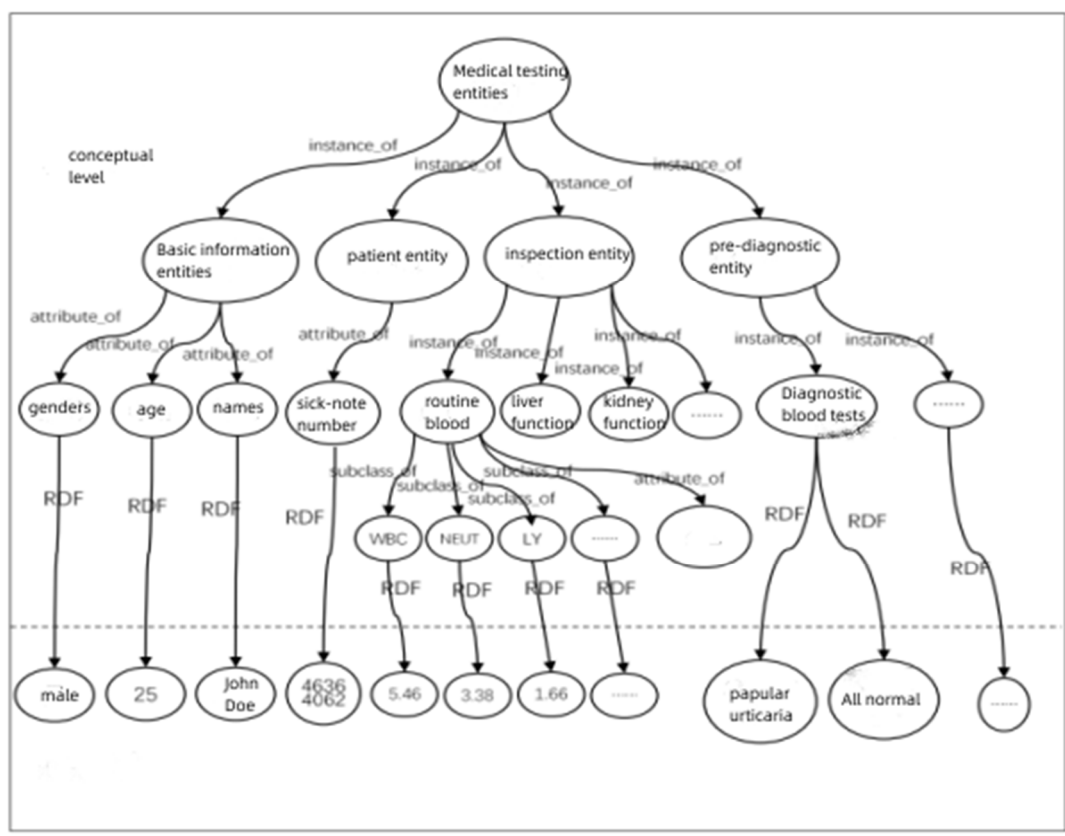 Medical testing
entities
instance_of
instance_of
instance_of
instance_of
conceptual
level
Basic information
entities
patient entity
inspection entity
pre-diagnostic
entity
attribute_of
attribute_of
attribute_of
attribute_of
instance_of
instance_of
instance_of
instance_of
instance_of
instance_of
genders
age
names
sick-note
number
routine
blood
liver
function
kidney
function
......
Diagnostic
blood tests
......
subclass_of
subclass_of
subclass_of
subclass_of
attribute_of
RDF
RDF
RDF
RDF
RDF
RDF
WBC
NEUT
LY
......
RDF
RDF
RDF
RDF
RDF
male
25
John
Doe
4636
4062
5.46
3.38
1.66
......
papular
urticaria
All normal
......